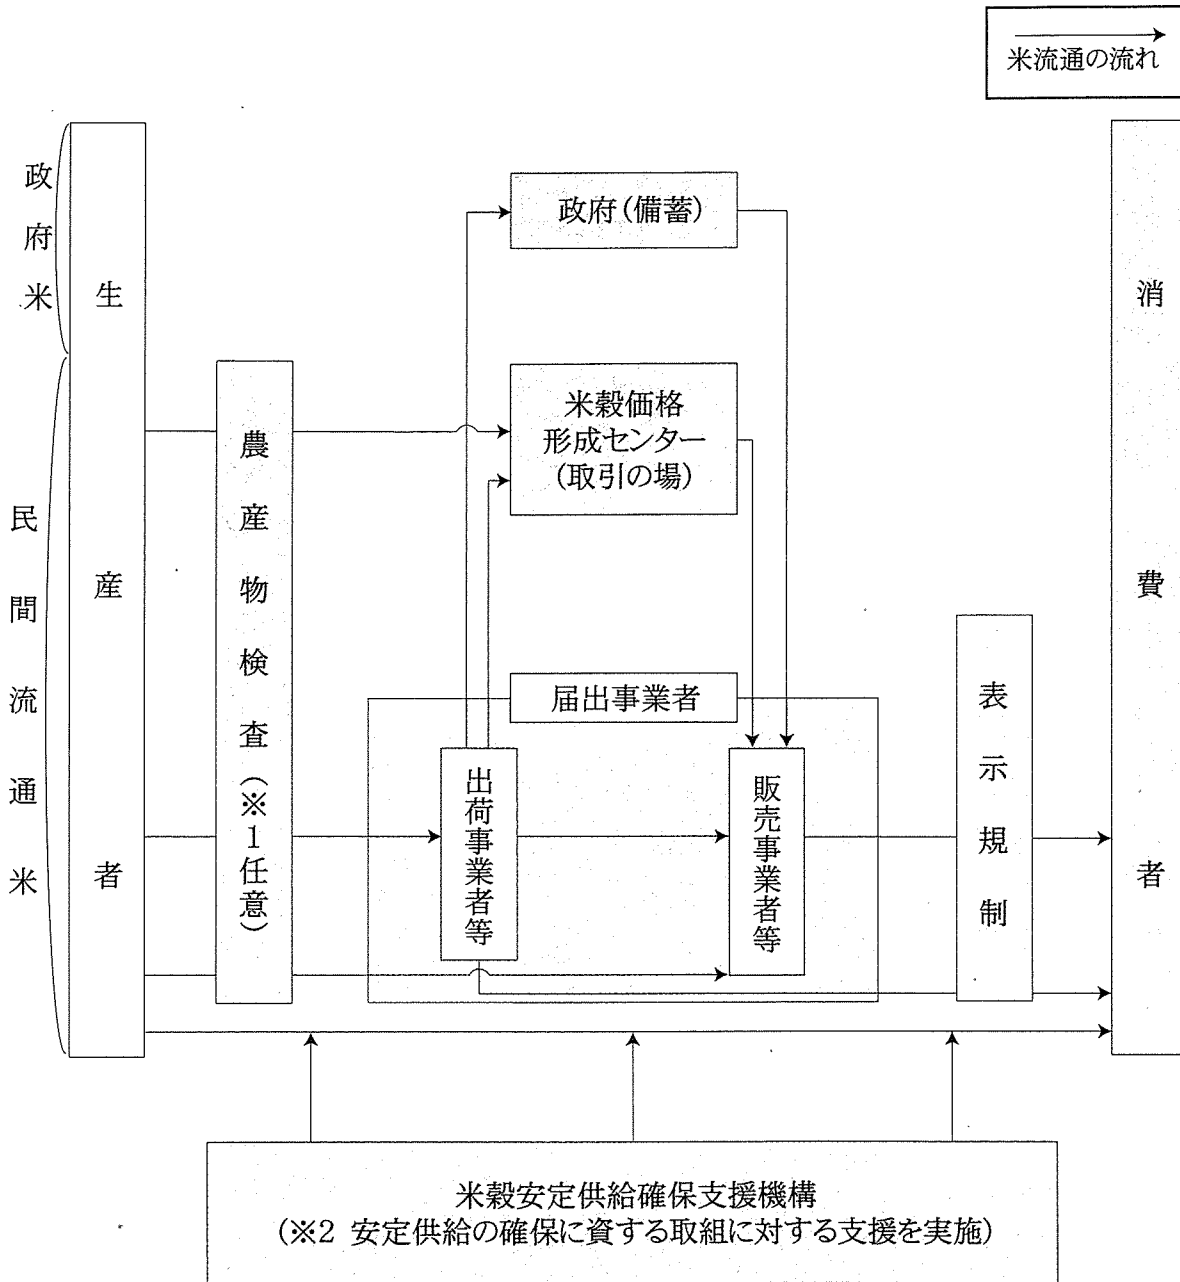 米流通の流れ
政府米
民間流通米
生産者
農産物検査(※1任意)
政府(備蓄)
米穀価格
形成センター
(取引の場)
届出事業者
出荷事業者等
販売事業者等
表示規制
消費者
米穀安定供給確保支援機構
(※2 安定供給の確保に資する取組に対する支援を実施)